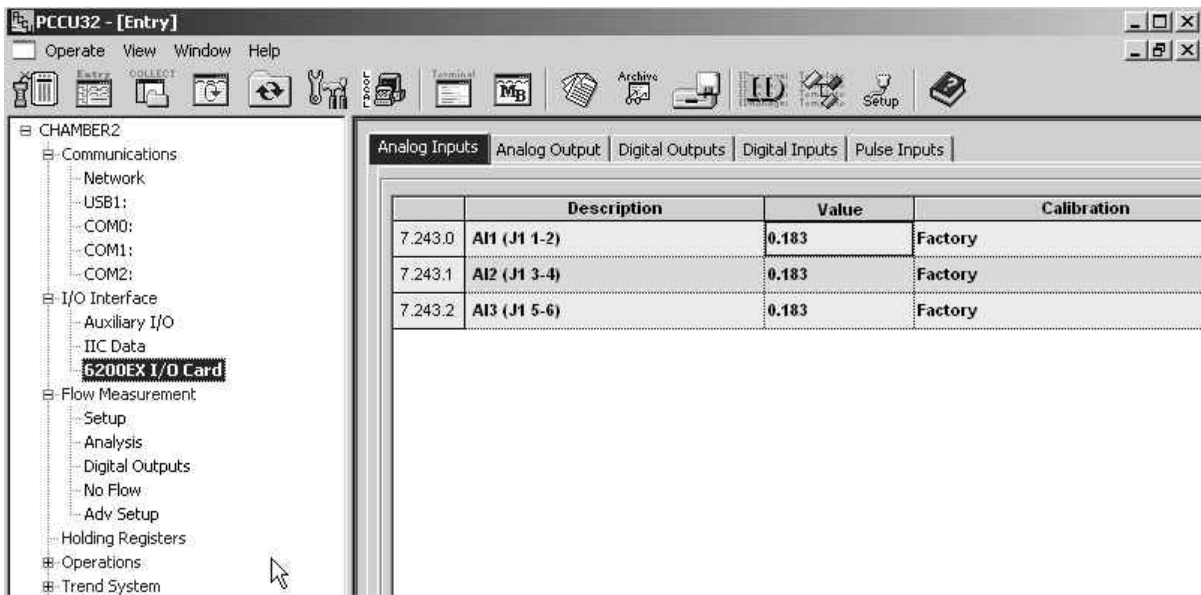 PCCU32 - [Entry]
Operate View Window Help
Entry COLLECT LOCAL Terminal MB Archive Setup
CHAMBER2
Communications
Network
USB1:
COM0:
COM1:
COM2:
I/O Interface
Auxiliary I/O
IIC Data
6200EX I/O Card
Flow Measurement
Setup
Analysis
Digital Outputs
No Flow
Adv Setup
Holding Registers
Operations
Trend System
Analog Inputs Analog Output Digital Outputs Digital Inputs Pulse Inputs
Description Value Calibration
7.243.0 AI1 (J1 1-2) 0.183 Factory
7.243.1 AI2 (J1 3-4) 0.183 Factory
7.243.2 AI3 (J1 5-6) 0.183 Factory